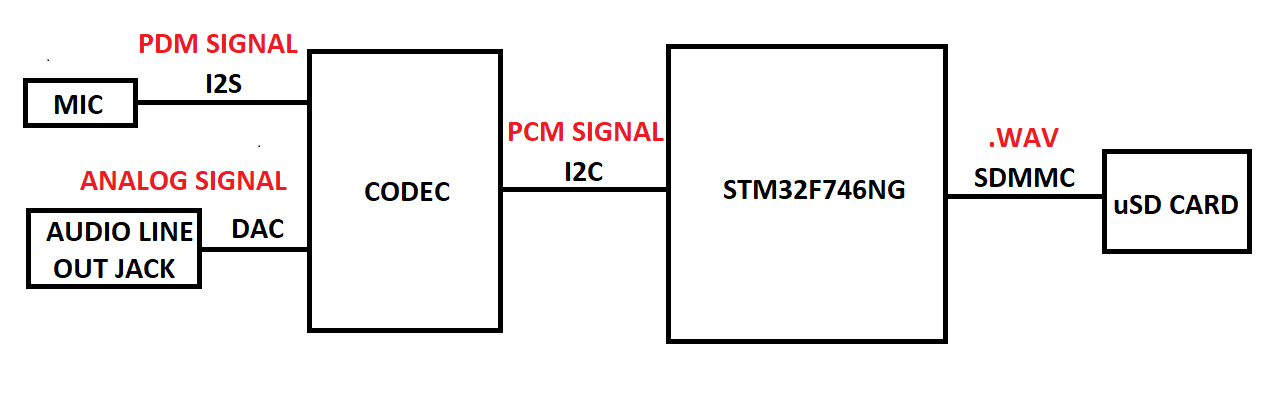 PDM SIGNAL
I2S
MIC
ANALOG SIGNAL
DAC
AUDIO LINE
OUT JACK
CODEC
PCM SIGNAL
I2C
STM32F746NG
.WAV
SDMMC
uSD CARD